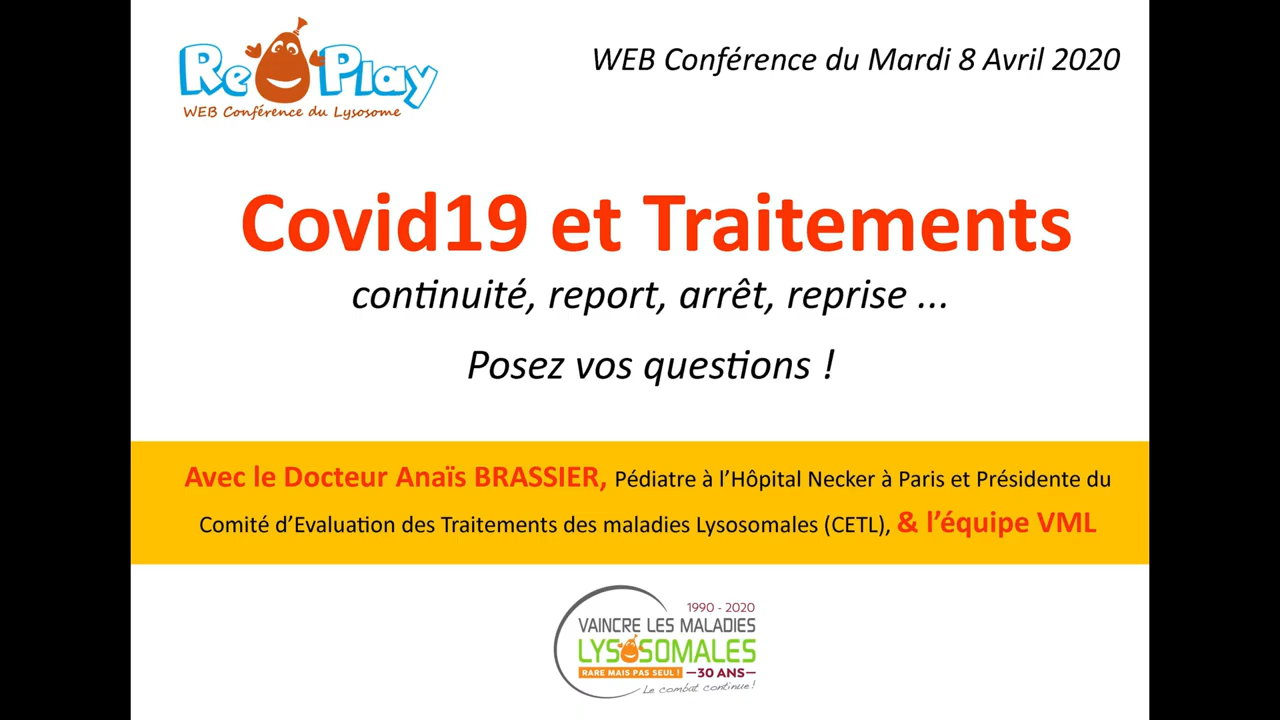 Re Play
WEB Conférence du Lysosome
WEB Conférence du Mardi 8 Avril 2020
Covid19 et Traitements
continuité, report, arrêt, reprise ...
Posez vos questions !
Avec le Docteur Anaïs BRASSIER, Pédiatre à l’Hôpital Necker à Paris et Présidente du
Comité d’Evaluation des Traitements des maladies Lysosomales (CETL), & l’équipe VML
1990 - 2020
VAINCRE LES MALADIES
LYSOSOMALES
RARE MAIS PAS SEUL ! —30 ANS—
Le combat continue !